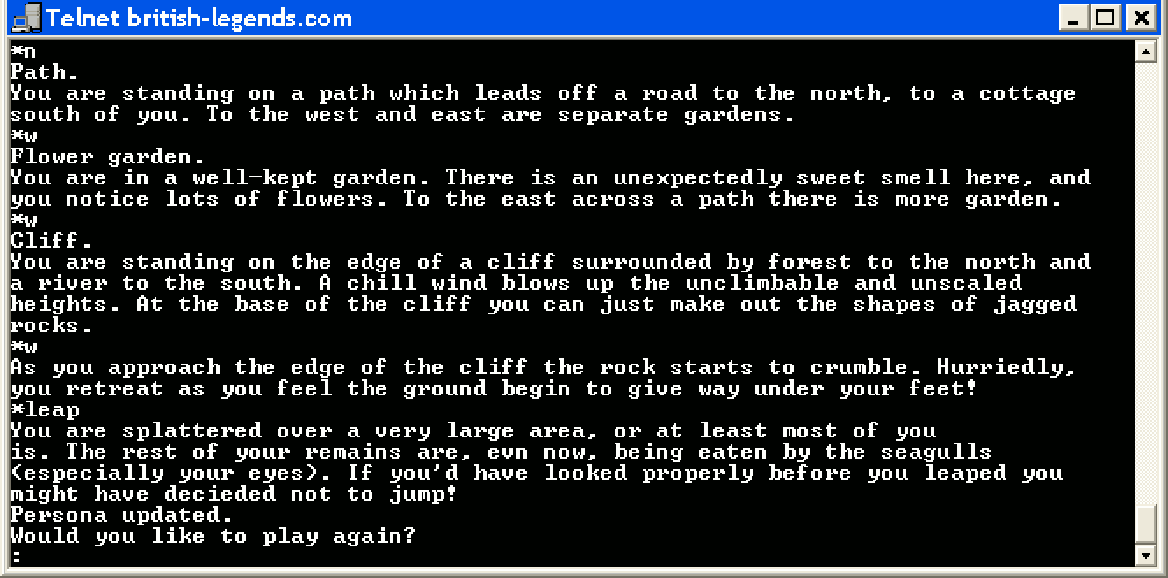 Telnet british-legends.com
*n
Path.
You are standing on a path which leads off a road to the north, to a cottage
south of you. To the west and east are separate gardens.
*w
Flower garden.
You are in a well-kept garden. There is an unexpectedly sweet smell here, and
you notice lots of flowers. To the east across a path there is more garden.
*w
Cliff.
You are standing on the edge of a cliff surrounded by forest to the north and
a river to the south. A chill wind blows up the unclimbable and unscaled
heights. At the base of the cliff you can just make out the shapes of jagged
rocks.
*w
As you approach the edge of the cliff the rock starts to crumble. Hurriedly,
you retreat as you feel the ground begin to give way under your feet!
*leap
You are splattered over a very large area, or at least most of you
is. The rest of your remains are, evn now, being eaten by the seagulls
(especially your eyes). If you'd have looked properly before you leaped you
might have decieded not to jump!
Persona updated.
Would you like to play again?
: